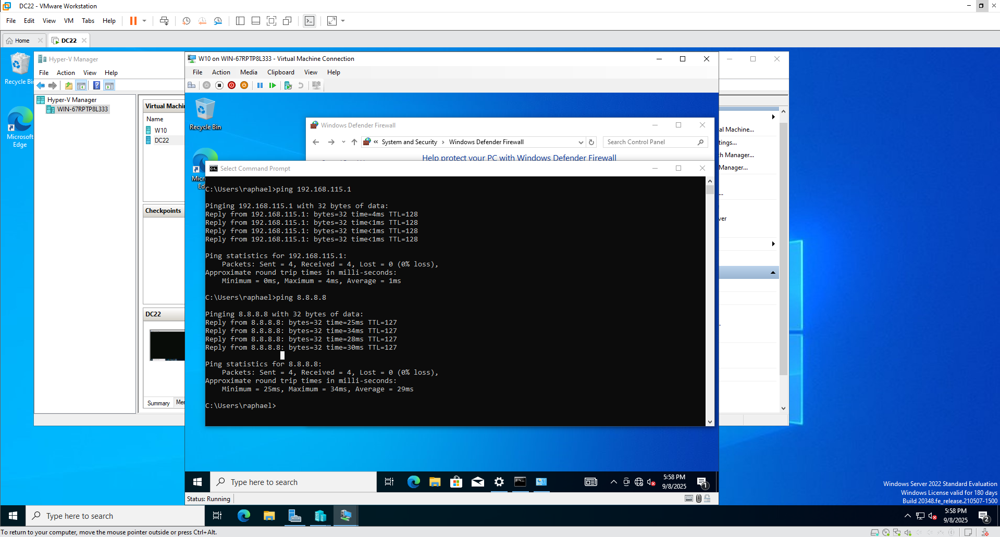 DC22 - VMware Workstation
File Edit View VM Tabs Help
Home
DC22
Recycle Bin
Microsoft Edge
Hyper-V Manager
File Action View Help
Hyper-V Manager
WIN-67RPTP8L333
Virtual Machin
Name
W10
DC22
Checkpoints
DC22
Summary
Mer
W10 on WIN-67RPTP8L333 - Virtual Machine Connection
File Action Media Clipboard View Help
Recycle Bin
Micr
Ed
Windows Defender Firewall
« System and Security > Windows Defender Firewall
Search Control Panel
Help protect your PC with Windows Defender Firewall
Select Command Prompt
C:\Users\raphael>ping 192.168.115.1
Pinging 192.168.115.1 with 32 bytes of data:
Reply from 192.168.115.1: bytes=32 time=4ms TTL=128
Reply from 192.168.115.1: bytes=32 time<1ms TTL=128
Reply from 192.168.115.1: bytes=32 time<1ms TTL=128
Reply from 192.168.115.1: bytes=32 time<1ms TTL=128
Ping statistics for 192.168.115.1:
Packets: Sent = 4, Received = 4, Lost = 0 (0% loss),
Approximate round trip times in milli-seconds:
Minimum = 0ms, Maximum = 4ms, Average = 1ms
C:\Users\raphael>ping 8.8.8.8
Pinging 8.8.8.8 with 32 bytes of data:
Reply from 8.8.8.8: bytes=32 time=25ms TTL=127
Reply from 8.8.8.8: bytes=32 time=34ms TTL=127
Reply from 8.8.8.8: bytes=32 time=28ms TTL=127
Reply from 8.8.8.8: bytes=32 time=30ms TTL=127
Ping statistics for 8.8.8.8:
Packets: Sent = 4, Received = 4, Lost = 0 (0% loss),
Approximate round trip times in milli-seconds:
Minimum = 25ms, Maximum = 34ms, Average = 29ms
C:\Users\raphael>
al Machine...
tings...
ch Manager...
Manager...
...
ver
Type here to search
5:58 PM
9/8/2025
1
Status: Running
Windows Server 2022 Standard Evaluation
Windows License valid for 180 days
Build 20348.fe_release.210507-1500
Type here to search
5:58 PM
9/8/2025
2
To return to your computer, move the mouse pointer outside or press Ctrl+Alt.